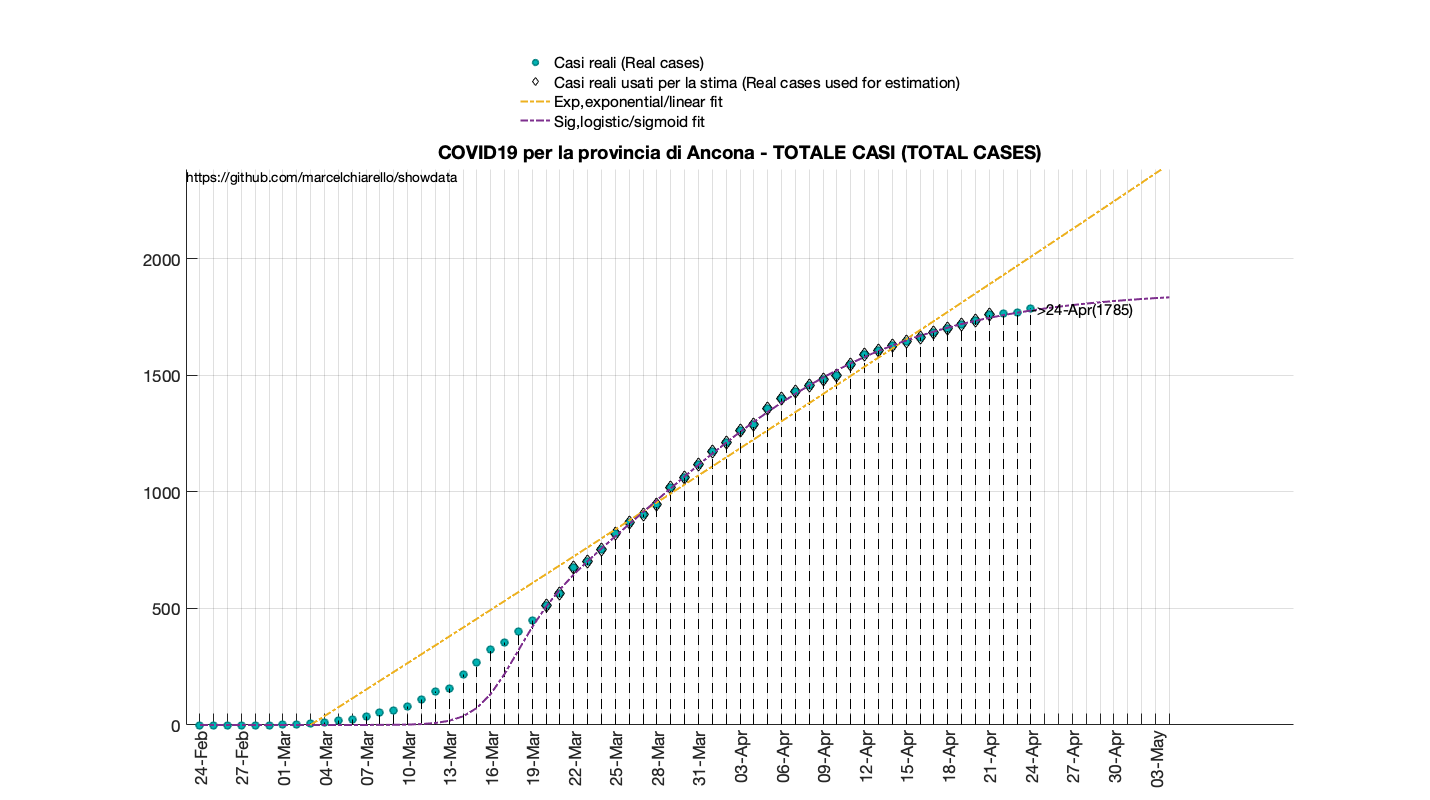 Casi reali (Real cases)
Casi reali usati per la stima (Real cases used for estimation)
Exp,exponential/linear fit
Sig,logistic/sigmoid fit
COVID19 per la provincia di Ancona - TOTALE CASI (TOTAL CASES)
https://github.com/marcelchiarello/showdata
2000
1500
1000
500
0
>24-Apr(1785)
24-Feb
27-Feb
01-Mar
04-Mar
07-Mar
10-Mar
13-Mar
16-Mar
19-Mar
22-Mar
25-Mar
28-Mar
31-Mar
03-Apr
06-Apr
09-Apr
12-Apr
15-Apr
18-Apr
21-Apr
24-Apr
27-Apr
30-Apr
03-May